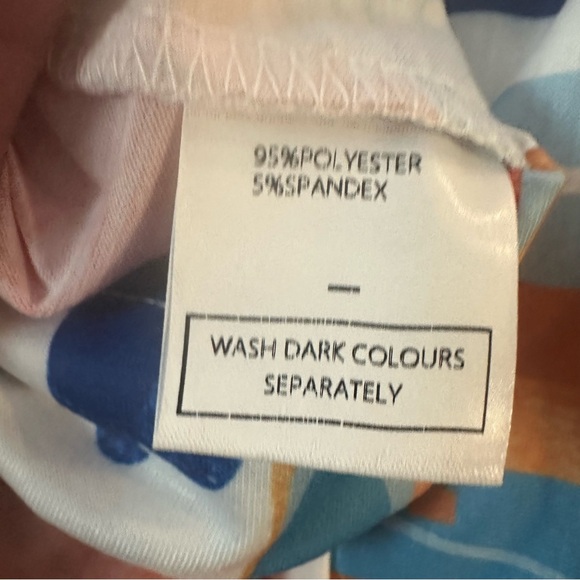 95%POLYESTER
5%SPANDEX
WASH DARK COLOURS
SEPARATELY